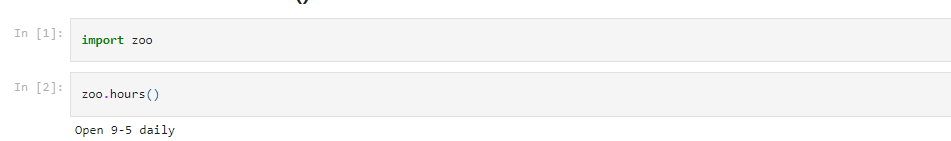 ()
In [1]: import zoo
In [2]: zoo.hours()
Open 9-5 daily